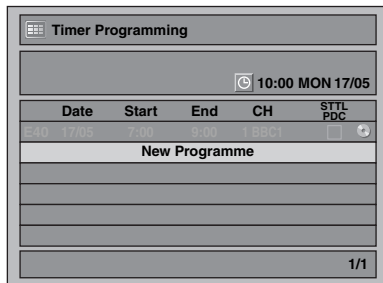 Timer Programming
10:00 MON 17/05
Date Start End CH STTL PDC
E40 17/05 7:00 9:00 1 BBC1
New Programme
1/1